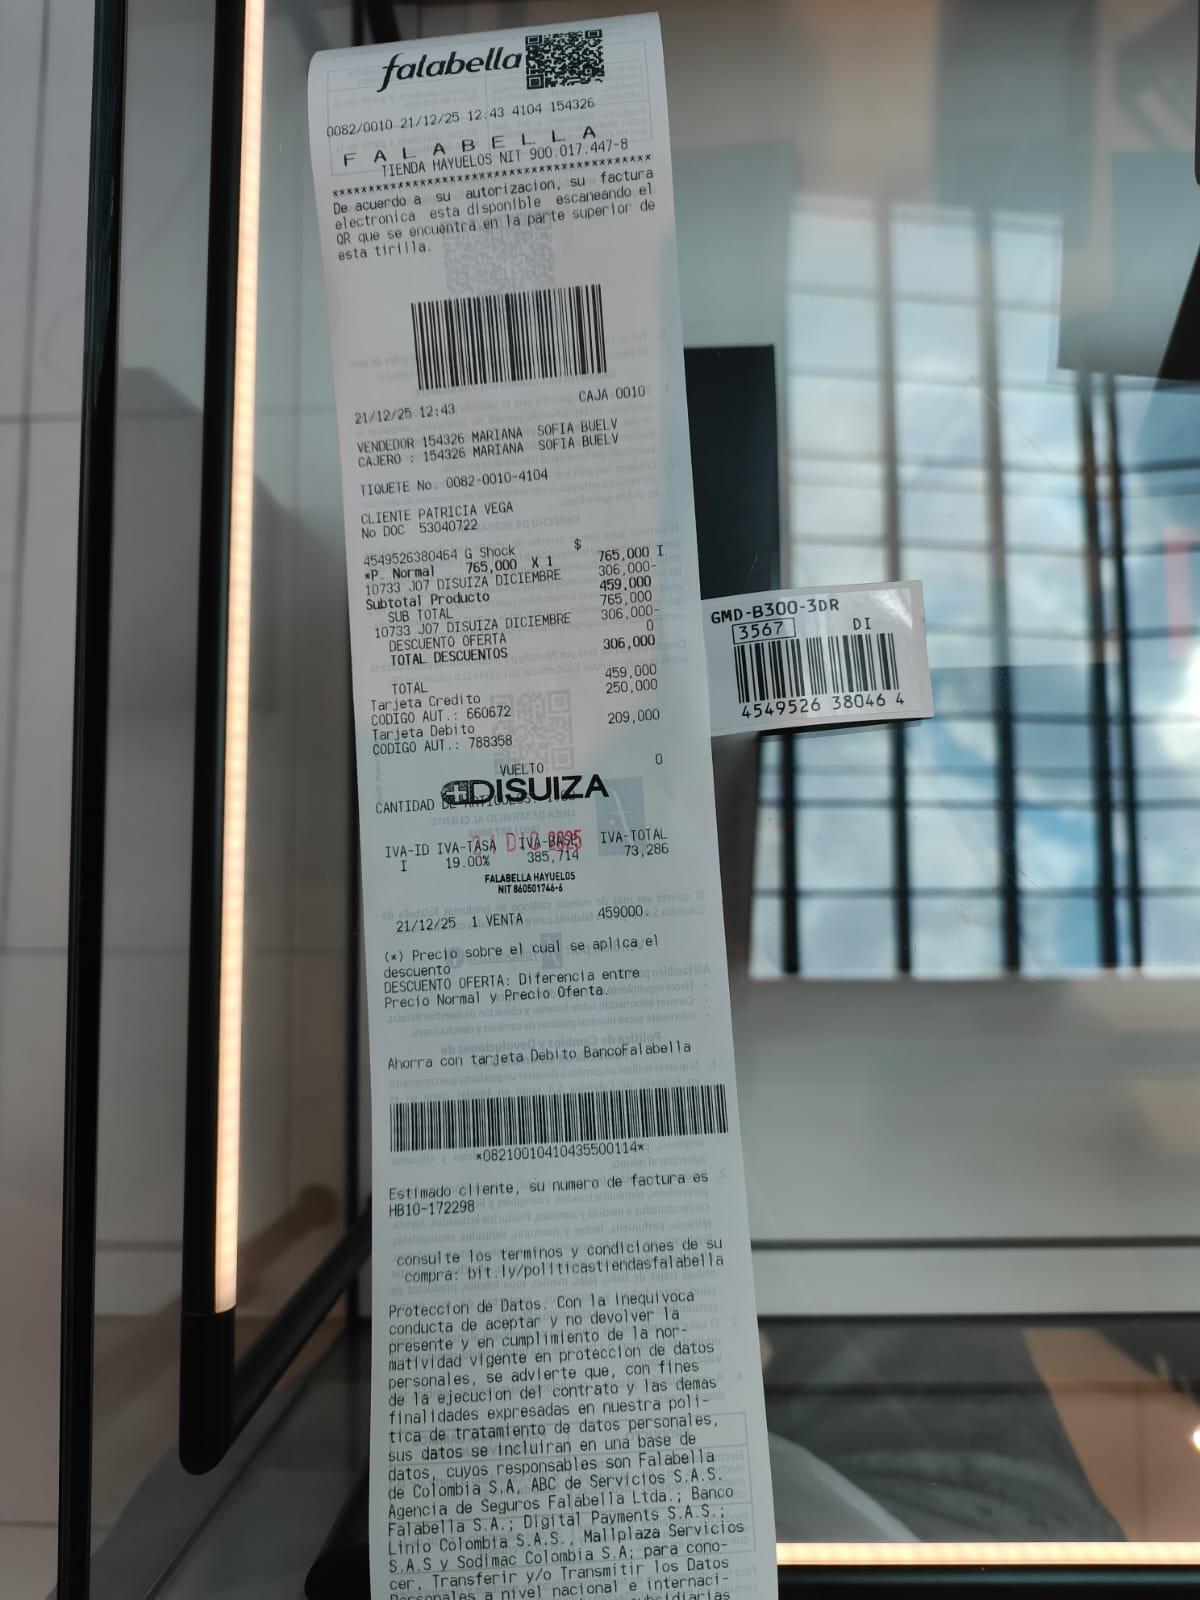 falabella
0082/0010 21/12/25 12:43 4104 154326
F A L A B E L L A
TIENDA HAYUELOS NIT 900.017.447-8
****************************************
De acuerdo a su autorizacion, su factura
electronica esta disponible escaneando el
QR que se encuentra en la parte superior de
esta tirilla.
21/12/25 12:43 CAJA 0010
VENDEDOR 154326 MARIANA SOFIA BUELV
CAJERO : 154326 MARIANA SOFIA BUELV
TIQUETE No. 0082-0010-4104
CLIENTE PATRICIA VEGA
No DOC 53040722
$
4549526380464 G Shock 765,000 I
*P. Normal 765,000 X 1
10733 JO7 DISUIZA DICIEMBRE 306,000-
Subtotal Producto 459,000
SUB TOTAL 765,000
10733 JO7 DISUIZA DICIEMBRE 306,000-
DESCUENTO OFERTA 0
TOTAL DESCUENTOS 306,000
TOTAL 459,000
Tarjeta Credito 250,000
CODIGO AUT.: 660672
Tarjeta Debito 209,000
CODIGO AUT.: 788358
VUELTO 0
DISUIZA
CANTIDAD
IVA-ID IVA-TASA IVA-BASE IVA-TOTAL
I 19.00% 385,714 73,286
FALABELLA HAYUELOS
NIT 860501746-6
21/12/25 1 VENTA 459000.
(*) Precio sobre el cual se aplica el
descuento
DESCUENTO OFERTA: Diferencia entre
Precio Normal y Precio Oferta.
Ahorra con tarjeta Debito BancoFalabella
*08210010410435500114*
Estimado cliente, su numero de factura es
HB10-172298
consulte los terminos y condiciones de su
compra: bit.ly/politicastiendasfalabella
Proteccion de Datos. Con la inequivoca
conducta de aceptar y no devolver la
presente y en cumplimiento de la nor-
matividad vigente en proteccion de datos
personales, se advierte que, con fines
de la ejecucion del contrato y las demas
finalidades expresadas en nuestra poli-
tica de tratamiento de datos personales,
sus datos se incluiran en una base de
datos, cuyos responsables son Falabella
de Colombia S.A, ABC de Servicios S.A.S.
Agencia de Seguros Falabella Ltda.; Banco
Falabella S.A.; Digital Payments S.A.S.;
Linio Colombia S.A.S., Mallplaza Servicios
S.A.S y Sodimac Colombia S.A; para cono-
cer, Transferir y/o Transmitir los Datos
Personales a nivel nacional e internaci-
GMD-B300-3DR
3567 DI
4549526 38046 4